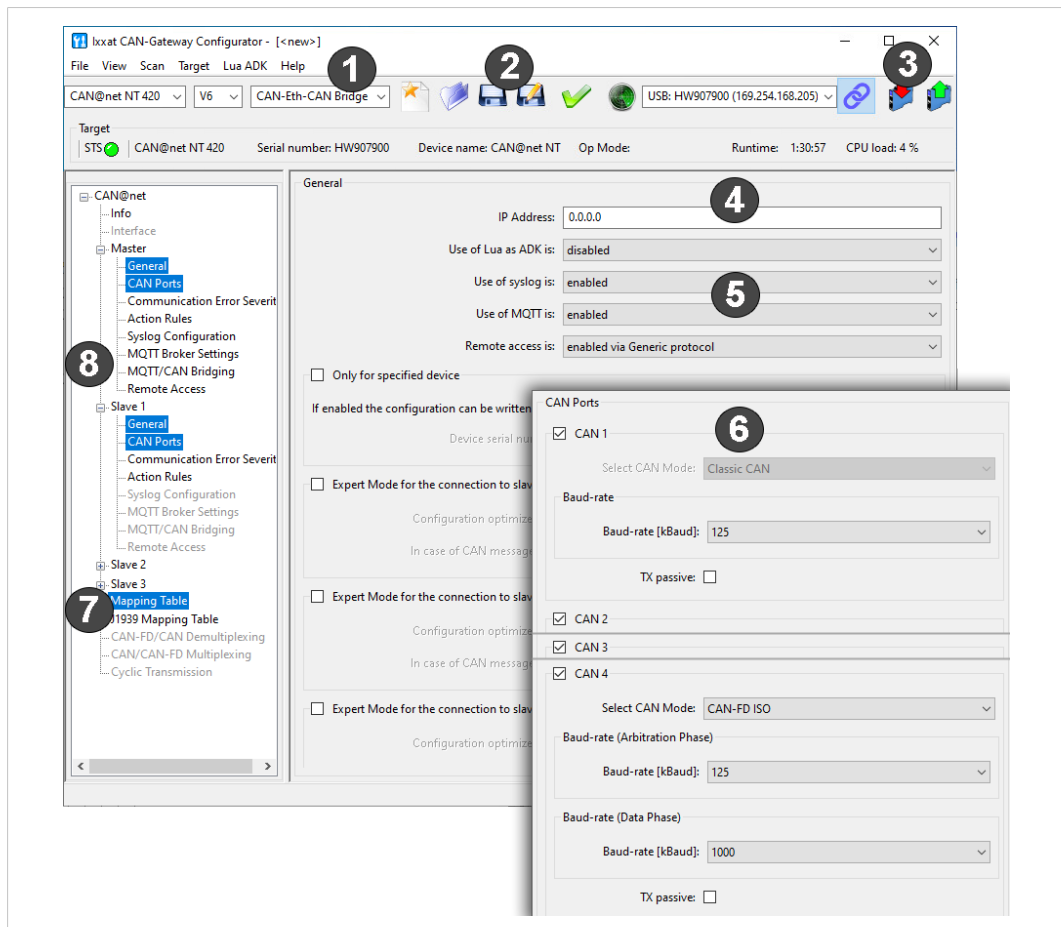 Ixxat CAN-Gateway Configurator - [<new>]
File View Scan Target Lua ADK Help
1
2
3
CAN@net NT 420 V6 CAN-Eth-CAN Bridge USB: HW907900 (169.254.168.205)
Target
STS CAN@net NT 420 Serial number: HW907900 Device name: CAN@net NT Op Mode: Runtime: 1:30:57 CPU load: 4 %
CAN@net
Info
Interface
Master
General
CAN Ports
Communication Error Severit
Action Rules
Syslog Configuration
MQTT Broker Settings
8
MQTT/CAN Bridging
Remote Access
Slave 1
General
CAN Ports
Communication Error Severit
Action Rules
Syslog Configuration
MQTT Broker Settings
MQTT/CAN Bridging
Remote Access
Slave 2
Slave 3
7
Mapping Table
J1939 Mapping Table
CAN-FD/CAN Demultiplexing
CAN/CAN-FD Multiplexing
Cyclic Transmission
General
4
IP Address: 0.0.0.0
Use of Lua as ADK is: disabled
Use of syslog is: enabled
5
Use of MQTT is: enabled
Remote access is: enabled via Generic protocol
Only for specified device
If enabled the configuration can be written
Device serial nu
Expert Mode for the connection to slav
Configuration optimize
In case of CAN message
Expert Mode for the connection to slav
Configuration optimize
In case of CAN message
Expert Mode for the connection to slav
Configuration optimize
CAN Ports
6
CAN 1
Select CAN Mode: Classic CAN
Baud-rate
Baud-rate [kBaud]: 125
TX passive:
CAN 2
CAN 3
CAN 4
Select CAN Mode: CAN-FD ISO
Baud-rate (Arbitration Phase)
Baud-rate [kBaud]: 125
Baud-rate (Data Phase)
Baud-rate [kBaud]: 1000
TX passive: